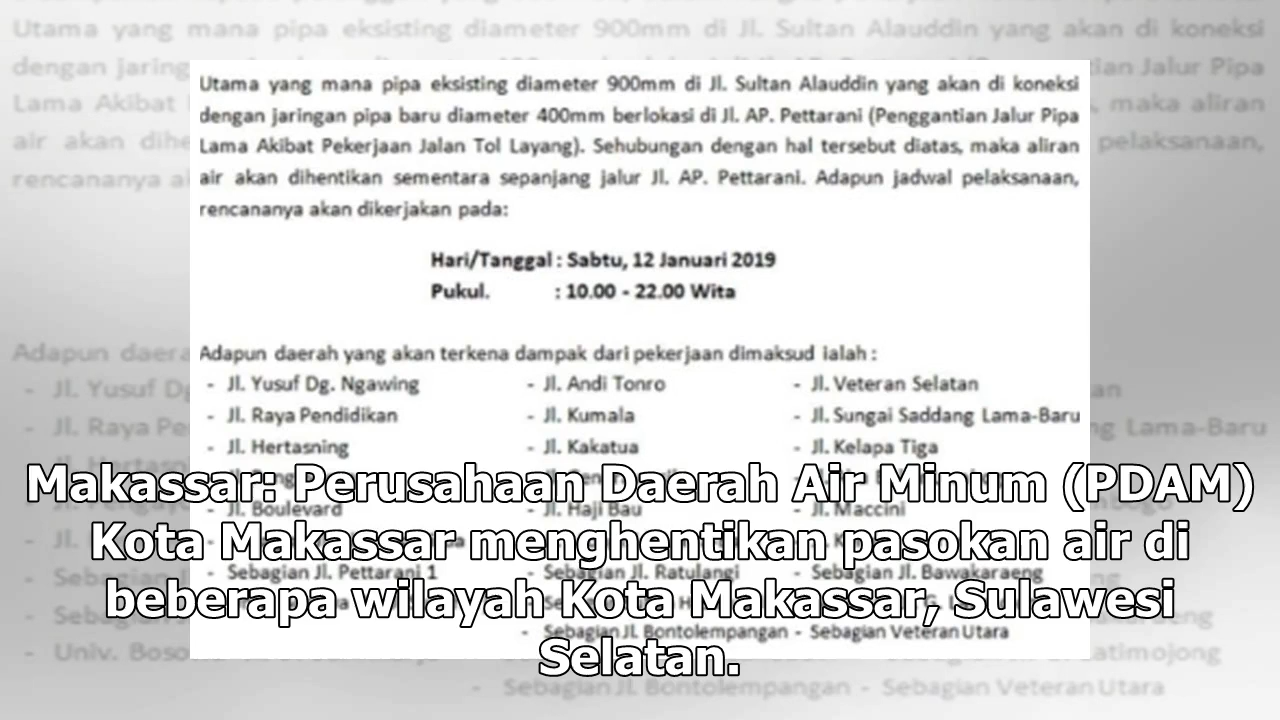 Utama yang mana pipa eksisting diameter 900mm di Jl. Sultan Alauddin yang akan di koneksi
dengan jaringan pipa baru diameter 400mm berlokasi di Jl. AP. Pettarani (Penggantian Jalur Pipa
Lama Akibat Pekerjaan Jalan Tol Layang). Sehubungan dengan hal tersebut diatas, maka aliran
air akan dihentikan sementara sepanjang jalur Jl. AP. Pettarani. Adapun jadwal pelaksanaan,
rencananya akan dikerjakan pada:
Hari/Tanggal : Sabtu, 12 Januari 2019
Pukul. : 10.00 - 22.00 Wita
Adapun daerah yang akan terkena dampak dari pekerjaan dimaksud ialah :
- Jl. Yusuf Dg. Ngawing - Jl. Andi Tonro - Jl. Veteran Selatan
- Jl. Raya Pendidikan - Jl. Kumala - Jl. Sungai Saddang Lama-Baru
- Jl. Hertasning - Jl. Kakatua - Jl. Kelapa Tiga
- Jl. Boulevard - Jl. Haji Bau - Jl. Maccini
- Sebagian Jl. Pettarani 1 - Sebagian Jl. Ratulangi - Sebagian Jl. Bawakaraeng
- Sebagian Jl. Bontolempangan - Sebagian Veteran Utara
Makassar: Perusahaan Daerah Air Minum (PDAM)
Kota Makassar menghentikan pasokan air di
beberapa wilayah Kota Makassar, Sulawesi
Selatan.